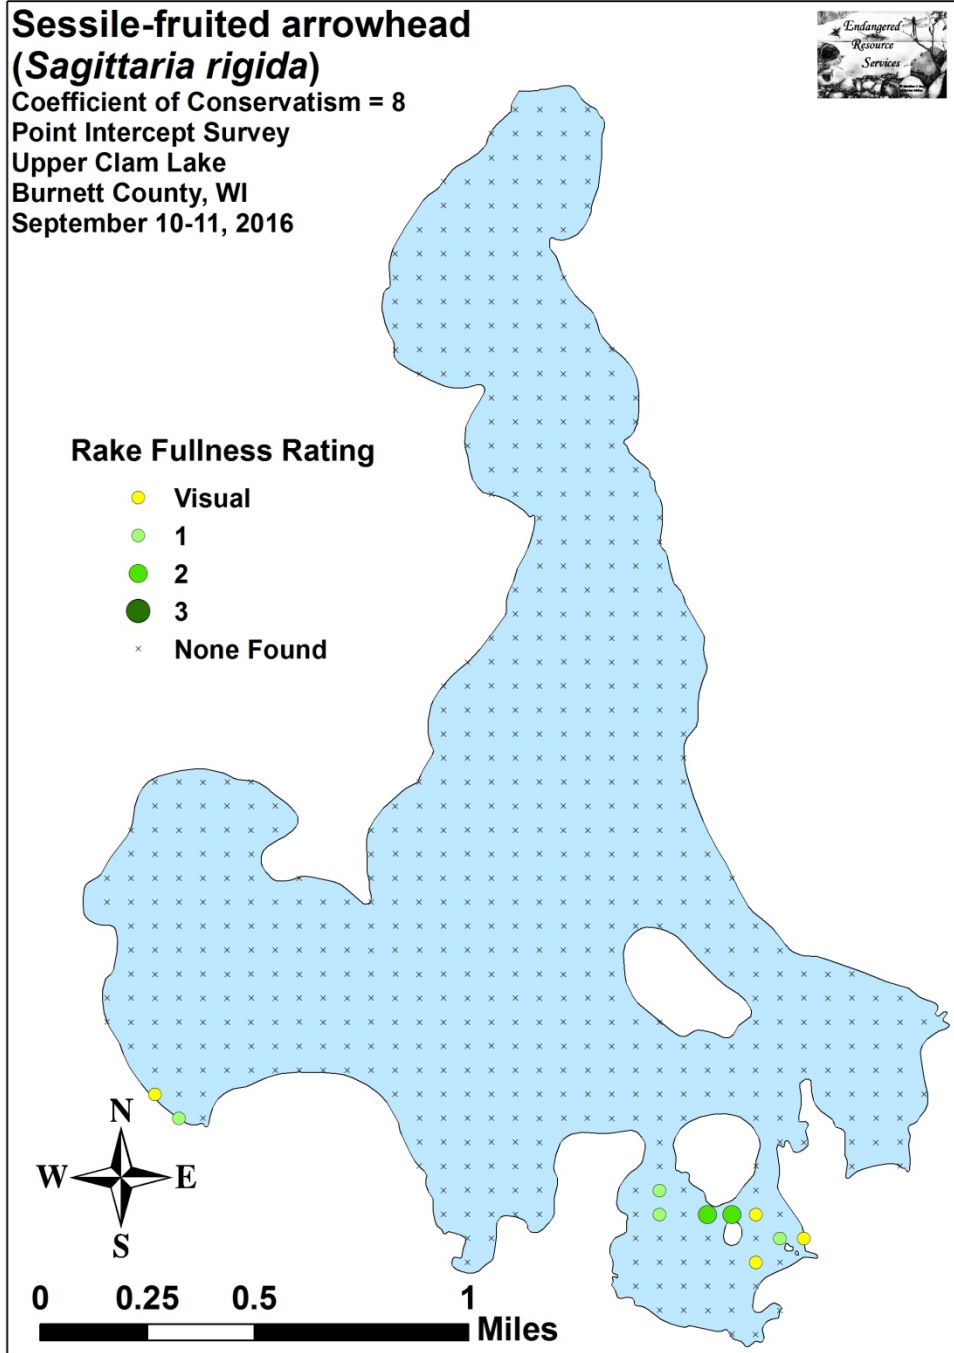 Sessile-fruited arrowhead
(Sagittaria rigida)
Coefficient of Conservatism = 8
Point Intercept Survey
Upper Clam Lake
Burnett County, WI
September 10-11, 2016
Endangered
Resource
Services
Rake Fullness Rating
Visual
1
2
3
None Found
N
W E
S
0 0.25 0.5 1
Miles